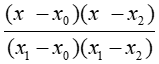 (x − x₀)(x − x₂)
(x₁ − x₀)(x₁ − x₂)